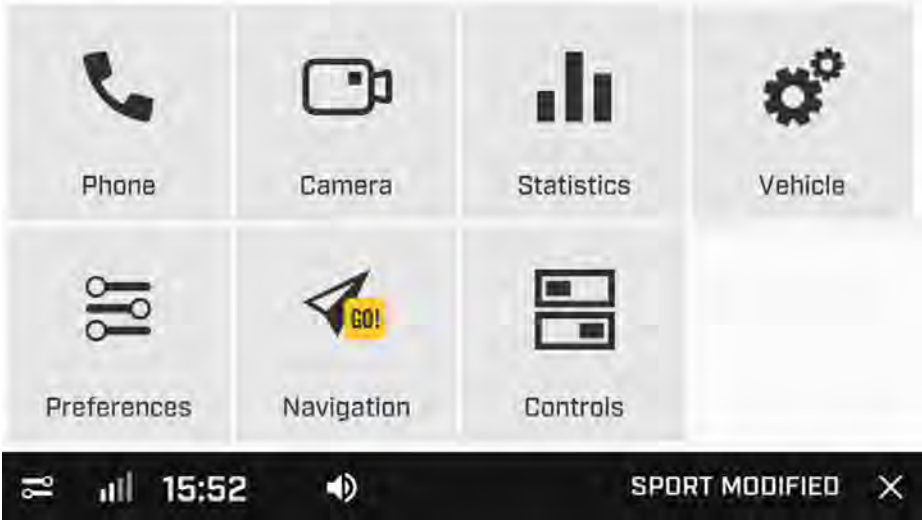 Phone Camera Statistics Vehicle
GO!
Preferences Navigation Controls
15:52 SPORT MODIFIED